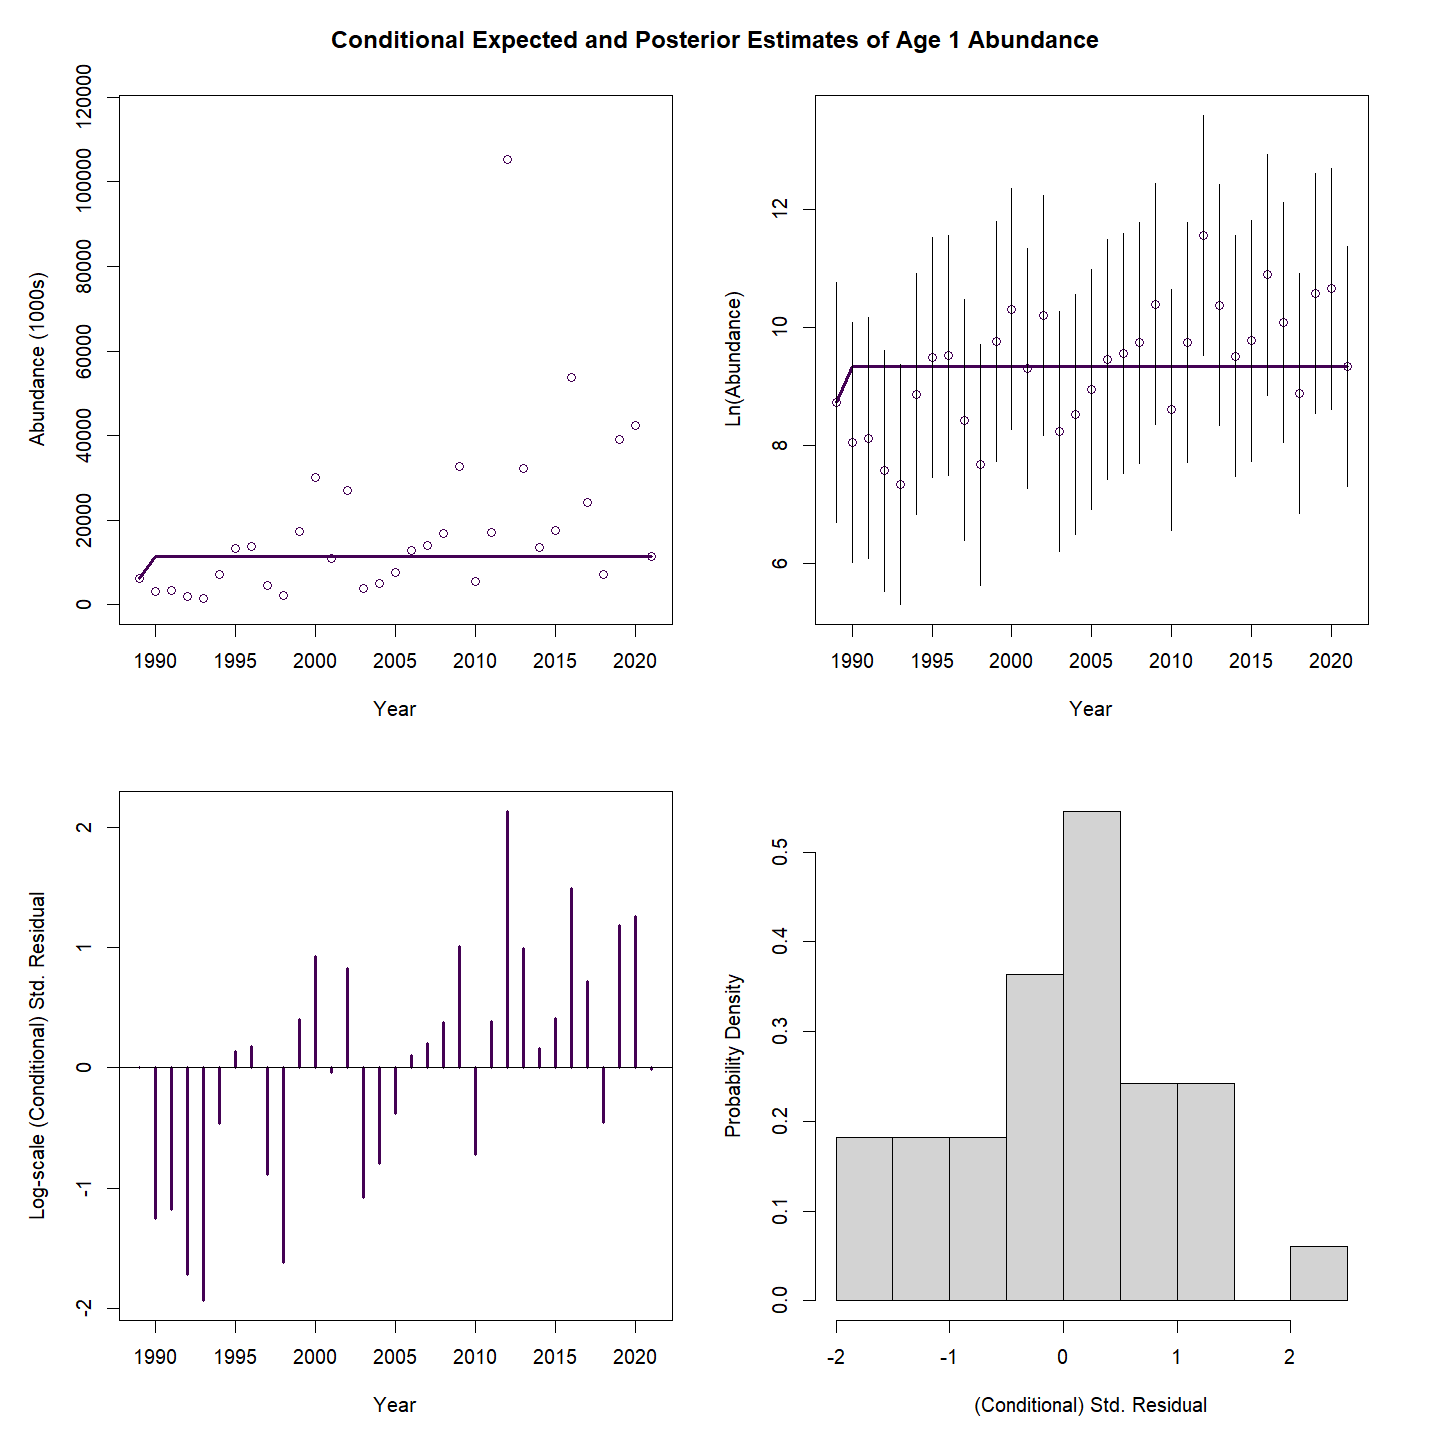 Conditional Expected and Posterior Estimates of Age 1 Abundance
Abundance (1000s)
120000
100000
80000
60000
40000
20000
0
1990 1995 2000 2005 2010 2015 2020
Year
Ln(Abundance)
12
10
8
6
1990 1995 2000 2005 2010 2015 2020
Year
Log-scale (Conditional) Std. Residual
2
1
0
-1
-2
1990 1995 2000 2005 2010 2015 2020
Year
Probability Density
0.5
0.4
0.3
0.2
0.1
0.0
-2 -1 0 1 2
(Conditional) Std. Residual